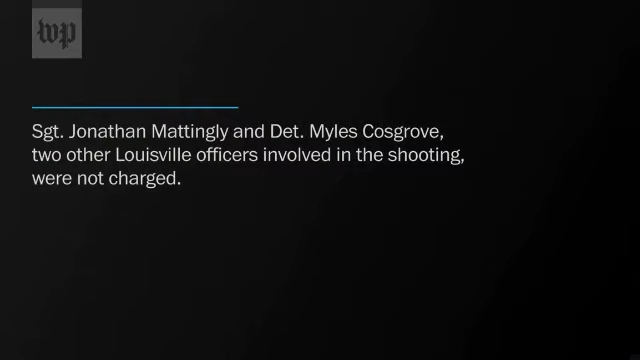 wp
Sgt. Jonathan Mattingly and Det. Myles Cosgrove,
two other Louisville officers involved in the shooting,
were not charged.